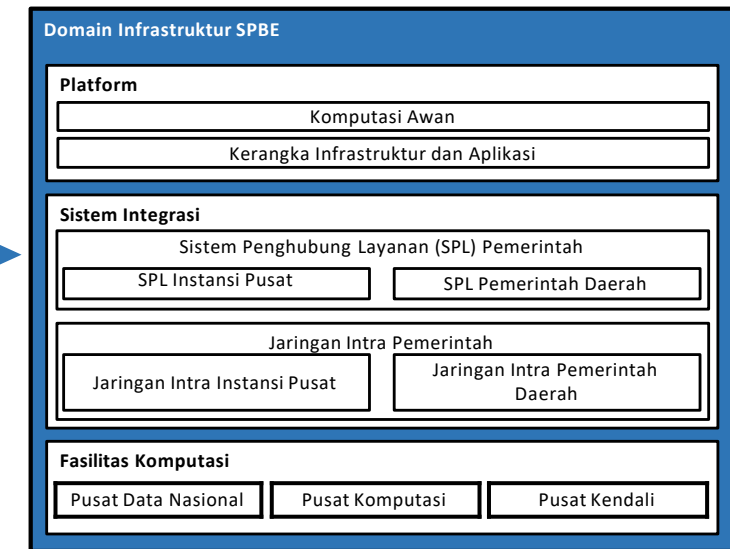 Domain Infrastruktur SPBE
Platform
Komputasi Awan
Kerangka Infrastruktur dan Aplikasi
Sistem Integrasi
Sistem Penghubung Layanan (SPL) Pemerintah
SPL Instansi Pusat
SPL Pemerintah Daerah
Jaringan Intra Pemerintah
Jaringan Intra Instansi Pusat
Jaringan Intra Pemerintah
Daerah
Fasilitas Komputasi
Pusat Data Nasional
Pusat Komputasi
Pusat Kendali